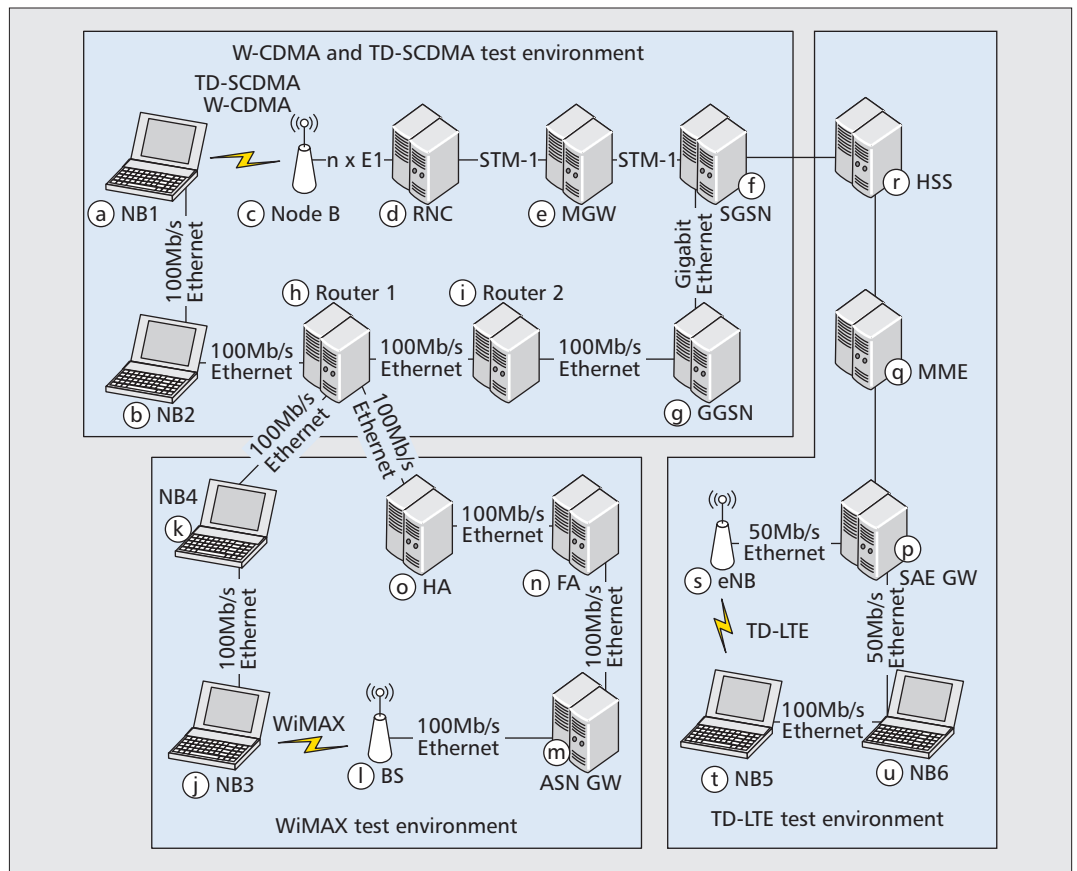 W-CDMA and TD-SCDMA test environment
TD-SCDMA
W-CDMA
n x E1
STM-1
STM-1
a NB1
c Node B
d RNC
e MGW
f
SGSN
r HSS
100Mb/s
Ethernet
Gigabit
Ethernet
h Router 1
i Router 2
100Mb/s
Ethernet
100Mb/s
Ethernet
100Mb/s
Ethernet
b NB2
g GGSN
q MME
100Mb/s
Ethernet
100Mb/s
Ethernet
NB4
k
100Mb/s
Ethernet
o HA
n FA
50Mb/s
Ethernet
s eNB
p
SAE GW
100Mb/s
Ethernet
100Mb/s
Ethernet
TD-LTE
50Mb/s
Ethernet
WiMAX
100Mb/s
Ethernet
100Mb/s
Ethernet
j NB3
l BS
m
ASN GW
t NB5
u NB6
WiMAX test environment
TD-LTE test environment